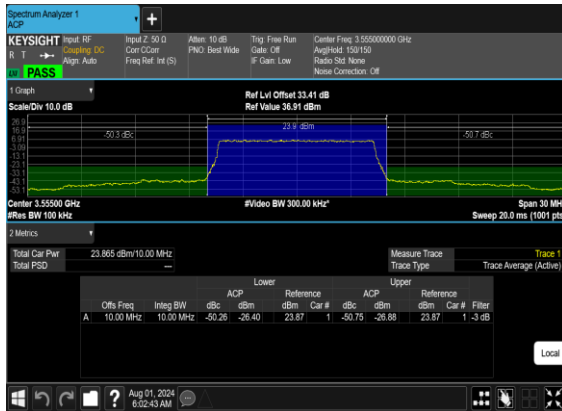 Spectrum Analyzer 1
ACP
+
KEYSIGHT Input: RF Input Z: 50 Ω Atten: 10 dB Trig: Free Run Center Freq: 3.555000000 GHz
R T Coupling: DC Corr CCorr PNO: Best Wide Gate: Off Avg|Hold: 150/150
Align: Auto Freq Ref: Int (S) IF Gain: Low Radio Std: None
PASS Noise Correction: Off
1 Graph Ref Lvl Offset 33.41 dB
Scale/Div 10.0 dB Ref Value 36.91 dBm
26.9 23.9 dBm
16.9 -50.3 dBc -50.7 dBc
6.91
-3.09
-13.1
-23.1
-33.1
-43.1
-53.1
Center 3.55500 GHz #Video BW 300.00 kHz* Span 30 MH
#Res BW 100 kHz Sweep 20.0 ms (1001 pts
2 Metrics
Total Car Pwr 23.865 dBm/10.00 MHz Measure Trace Trace 1
Total PSD --- Trace Type Trace Average (Active)
Lower Upper
ACP Reference ACP Reference
Offs Freq Integ BW dBc dBm dBm Car # dBc dBm dBm Car # Filter
A 10.00 MHz 10.00 MHz -50.26 -26.40 23.87 1 -50.75 -26.88 23.87 1 -3 dB
Local
? Aug 01, 2024
6:02:43 AM